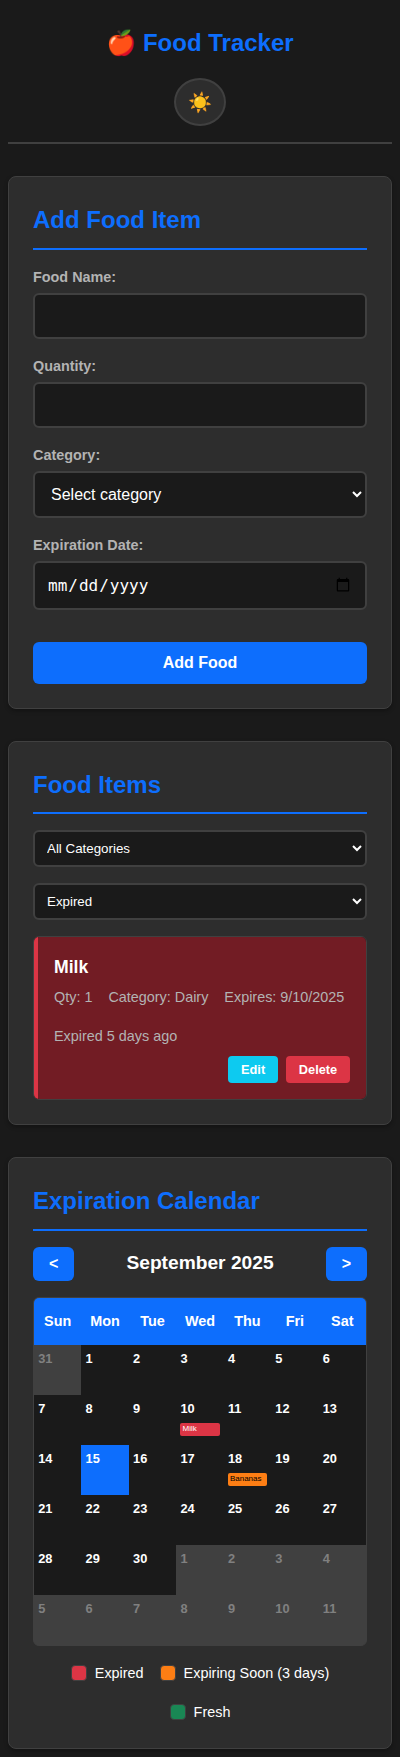 🍎 Food Tracker
☀️
Add Food Item
Food Name:
Quantity:
Category:
Select category
Expiration Date:
mm/dd/yyyy
Add Food
Food Items
All Categories
Expired
Milk
Qty: 1 Category: Dairy Expires: 9/10/2025
Expired 5 days ago
Edit Delete
Expiration Calendar
< September 2025 >
Sun Mon Tue Wed Thu Fri Sat
31 1 2 3 4 5 6
7 8 9 10 11 12 13
Milk
14 15 16 17 18 19 20
Bananas
21 22 23 24 25 26 27
28 29 30 1 2 3 4
5 6 7 8 9 10 11
Expired Expiring Soon (3 days)
Fresh